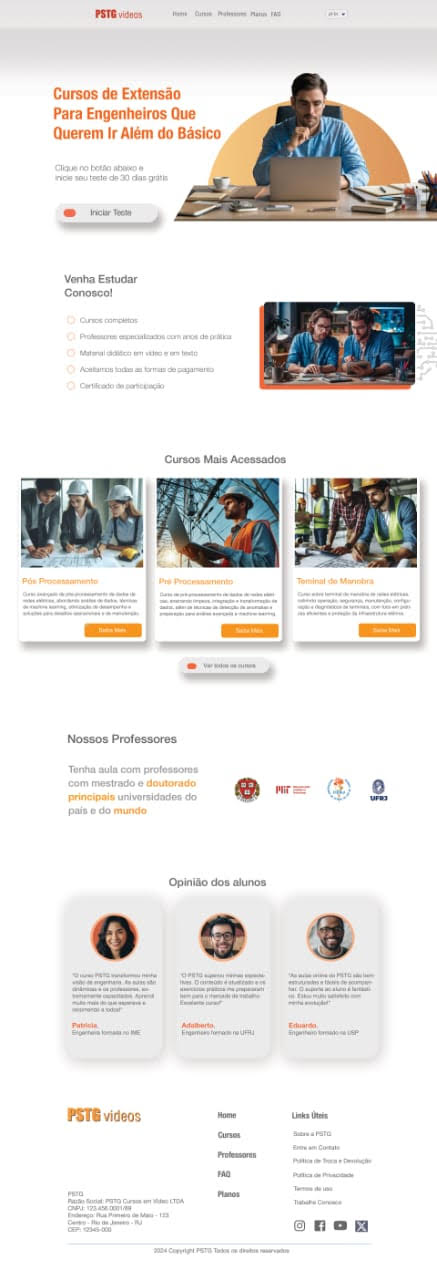 PSTG videos
Home Cursos Professores Planos FAQ
pt-br
Cursos de Extensão
Para Engenheiros Que
Querem Ir Além do Básico
Clique no botão abaixo e
inicie seu teste de 30 dias grátis
Iniciar Teste
Venha Estudar
Conosco!
Cursos completos
Professores especializados com anos de prática
Material didático em vídeo e em texto
Aceitamos todas as formas de pagamento
Certificado de participação
Cursos Mais Acessados
Pós Processamento
Curso avançado de pós-processamento de dados de
redes elétricas, abordando análise de dados, técnicas
de machine learning, otimização de desempenho e
soluções para desafios operacionais e de manutenção.
Saiba Mais
Pré Processamento
Curso de pré-processamento de dados de redes elétri-
cas, ensinando limpeza, integração e transformação de
dados, além de técnicas de detecção de anomalias e
preparação para análise avançada e machine learning.
Saiba Mais
Teminal de Manobra
Curso sobre terminal de manobra de redes elétricas,
cobrindo operação, segurança, manutenção, configu-
ração e diagnósticos de terminais, com foco em práti-
cas eficientes e proteção da infraestrutura elétrica.
Saiba Mais
Ver todos os cursos
Nossos Professores
Tenha aula com professores
com mestrado e doutorado
principais universidades do
país e do mundo
MIT
UFRJ
Opinião dos alunos
"O curso PSTG transformou minha
visão de engenharia. As aulas são
dinâmicas e os professores, ex-
tremamente capacitados. Aprendi
muito mais do que esperava e
recomendo a todos!"
Patrícia.
Engenheira formada no IME
"O PSTG superou minhas expecta-
tivas. O conteúdo é atualizado e os
exercícios práticos me prepararam
bem para o mercado de trabalho.
Excelente curso!"
Adalberto.
Engenheiro formado na UFRJ
"As aulas online do PSTG são bem
estruturadas e fáceis de acompan-
har. O suporte ao aluno é fantásti-
co. Estou muito satisfeito com
minha evolução!"
Eduardo.
Engenheiro formado na USP
PSTG videos
Home
Cursos
Professores
FAQ
Planos
Links Úteis
Sobre a PSTG
Entre em Contato
Política de Troca e Devolução
Política de Privacidade
Termos de uso
Trabalhe Conosco
PSTG
Razão Social: PSTG Cursos em Vídeo LTDA
CNPJ: 123.456.0001/89
Endereço: Rua Primeiro de Maio - 123
Centro - Rio de Janeiro - RJ
CEP: 12345-000
2024 Copyright PSTG Todos os direitos reservados